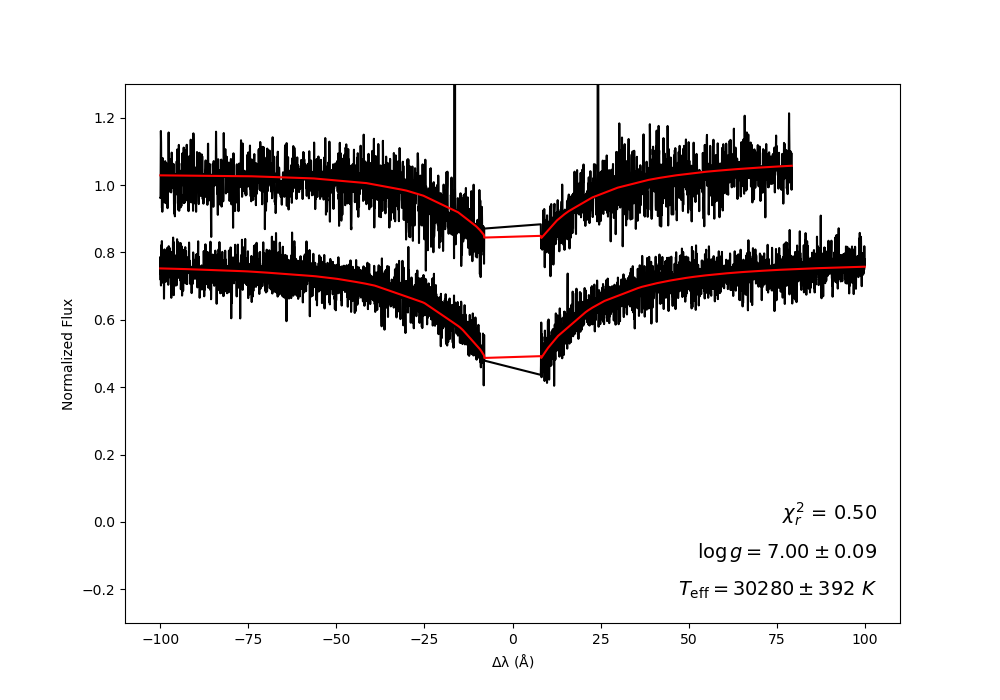 1.2
1.0
0.8
0.6
0.4
0.2
0.0
−0.2
Normalized Flux
χ²ᵣ = 0.50
log g = 7.00 ± 0.09
T_eff = 30280 ± 392 K
−100 −75 −50 −25 0 25 50 75 100
Δλ (Å)